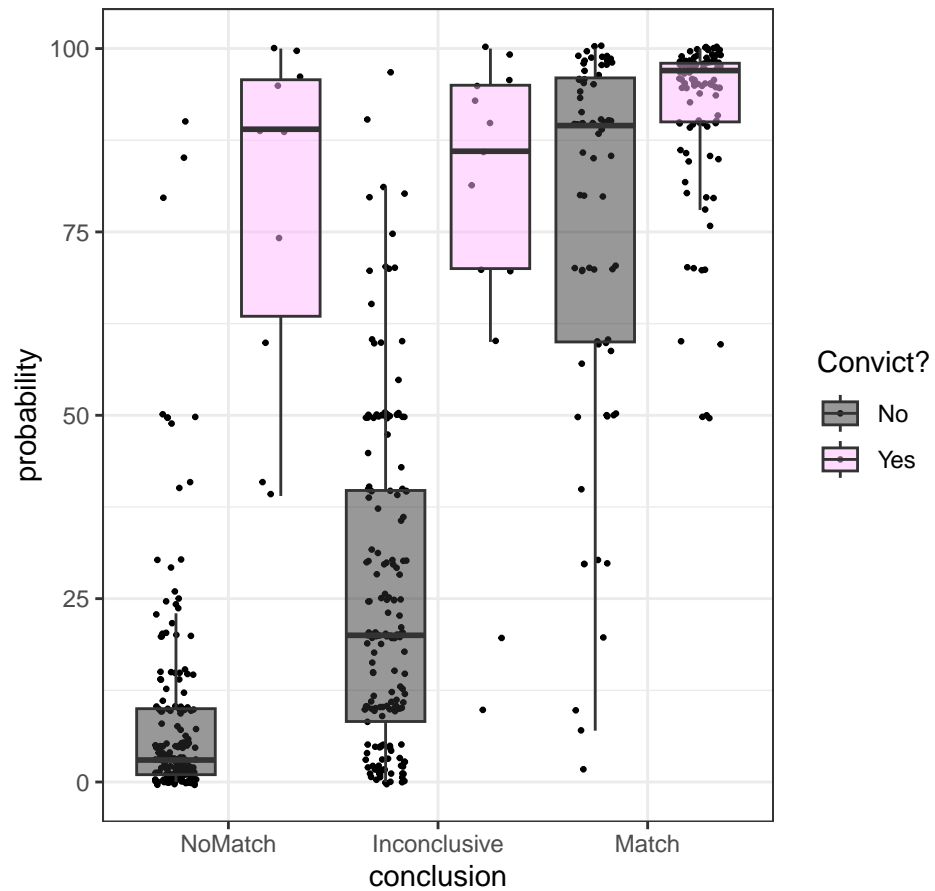 100
75
50
25
0
probability
NoMatch
Inconclusive
Match
conclusion
Convict?
No
Yes